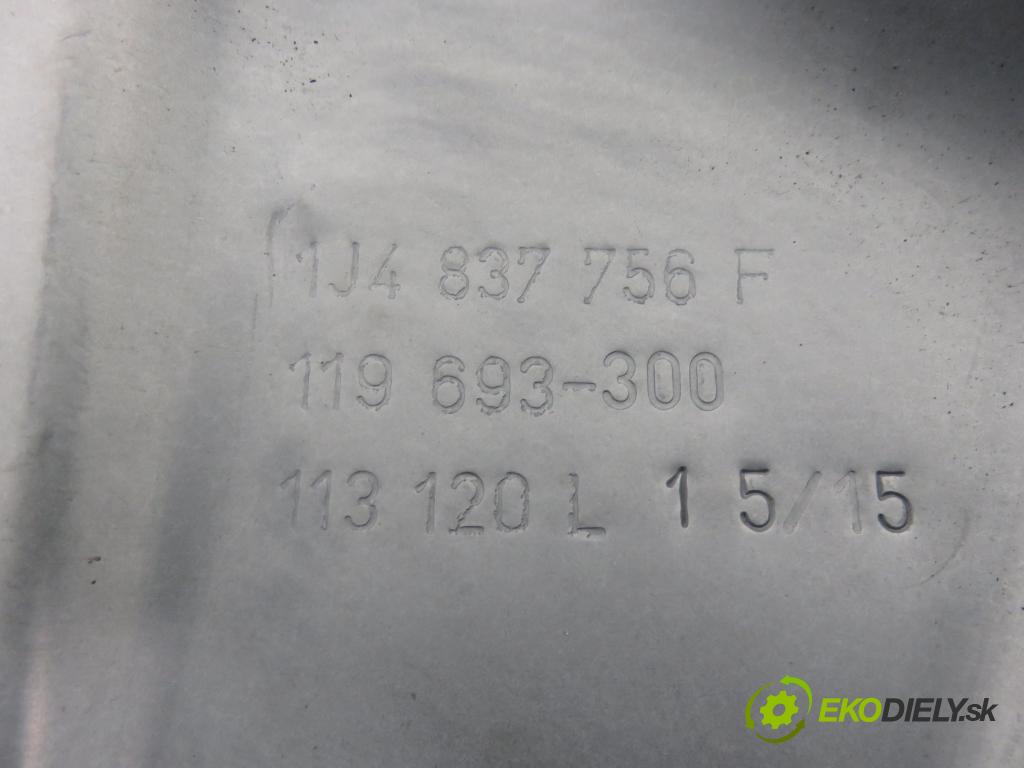 1J4 837 756 F
119 693-300
113 120 L 1 5/15
EKODIELY.sk